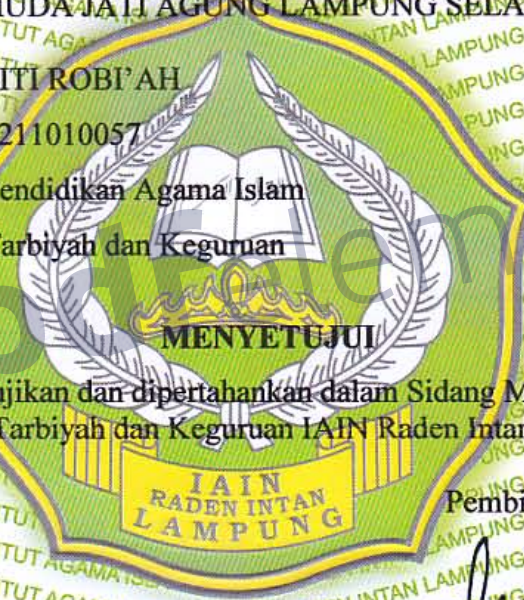 MUDA JATI AGUNG LAMPUNG SELA
ITI ROBI'AH
211010057
endidikan Agama Islam
Tarbiyah dan Keguruan
MENYETUJUI
ajikan dan dipertahankan dalam Sidang M
Tarbiyah dan Keguruan IAIN Raden Intan
IAIN
RADEN INTAN
LAMPUNG
Pembi